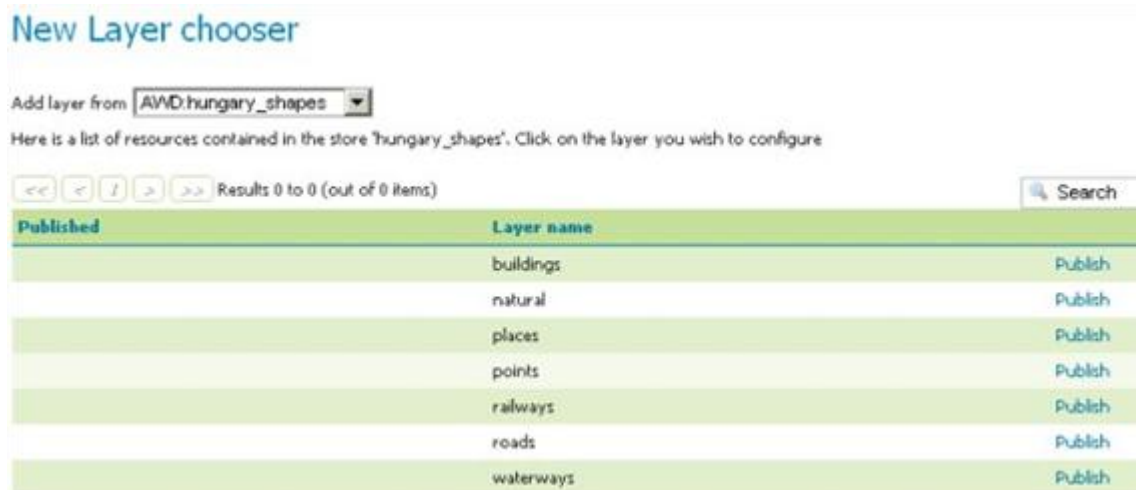 New Layer chooser
Add layer from AWD:hungary_shapes
Here is a list of resources contained in the store 'hungary_shapes'. Click on the layer you wish to configure
<< < 1 > >> Results 0 to 0 (out of 0 items) Search
Published Layer name
buildings Publish
natural Publish
places Publish
points Publish
railways Publish
roads Publish
waterways Publish